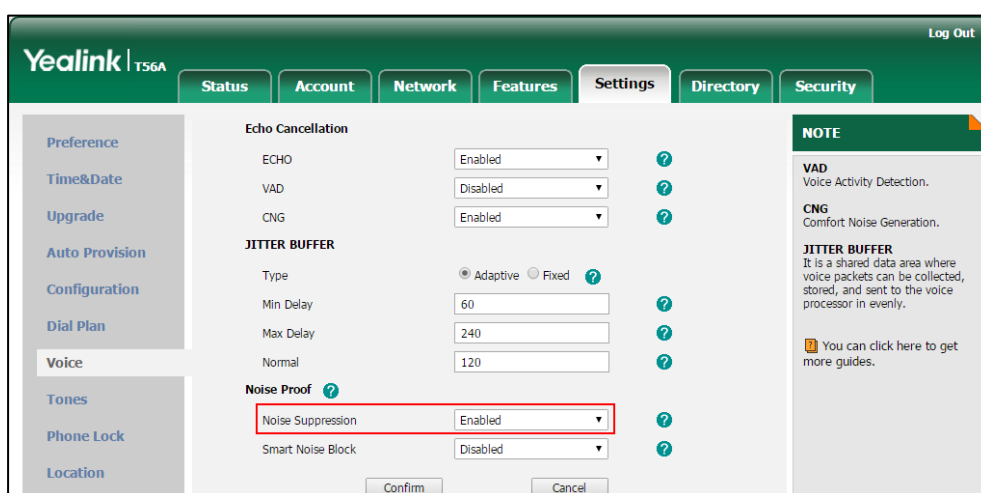 Log Out
Yealink | T56A
Status Account Network Features Settings Directory Security
Preference
Time&Date
Upgrade
Auto Provision
Configuration
Dial Plan
Voice
Tones
Phone Lock
Location
Echo Cancellation
ECHO Enabled ?
VAD Disabled ?
CNG Enabled ?
JITTER BUFFER
Type Adaptive Fixed ?
Min Delay 60 ?
Max Delay 240 ?
Normal 120 ?
Noise Proof ?
Noise Suppression Enabled ?
Smart Noise Block Disabled ?
Confirm Cancel
NOTE
VAD
Voice Activity Detection.
CNG
Comfort Noise Generation.
JITTER BUFFER
It is a shared data area where
voice packets can be collected,
stored, and sent to the voice
processor in evenly.
? You can click here to get
more guides.